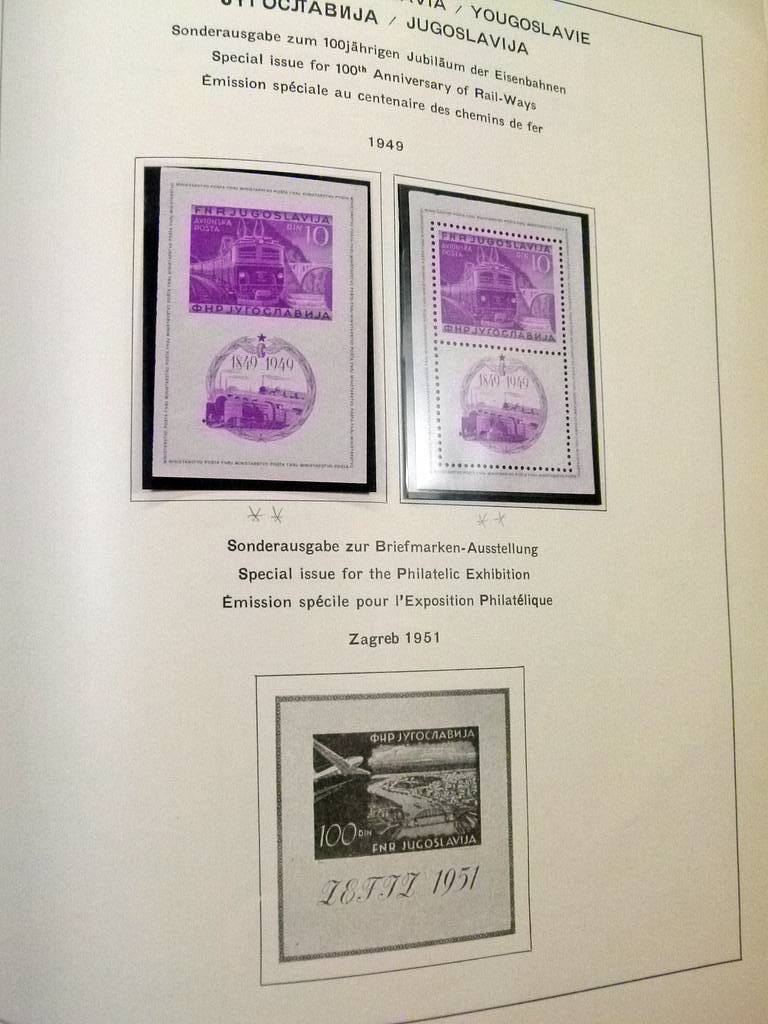 / YOUGOSLAVIE
ЈУГОСЛАВИЈА / JUGOSLAVIJA
Sonderausgabe zum 100jährigen Jubiläum der Eisenbahnen
Special issue for 100th Anniversary of Rail-Ways
Émission spéciale au centenaire des chemins de fer
1949
FNR JUGOSLAVIJA
AVIONSKA
POŠTA
DIN 10
ФНР ЈУГОСЛАВИЈА
1849-1949
FNR JUGOSLAVIJA
AVIONSKA
POŠTA
DIN 10
ФНР ЈУГОСЛАВИЈА
1849-1949
Sonderausgabe zur Briefmarken-Ausstellung
Special issue for the Philatelic Exhibition
Émission spécile pour l'Exposition Philatélique
Zagreb 1951
ФНР ЈУГОСЛАВИЈА
100 DIN
FNR JUGOSLAVIJA
ZEFIZ 1951